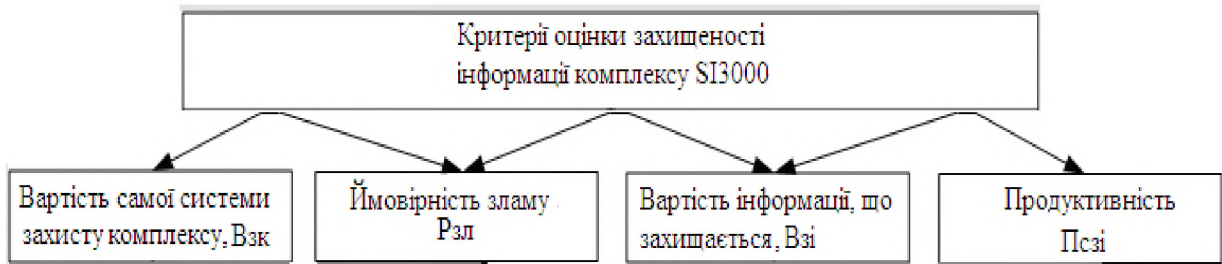 Критерії оцінки захищеності
інформації комплексу SI3000
Вартість самої системи
захисту комплексу, Взк
Ймовірність зламу
Рзл
Вартість інформації, що
захищається, Взі
Продуктивність
Псзі